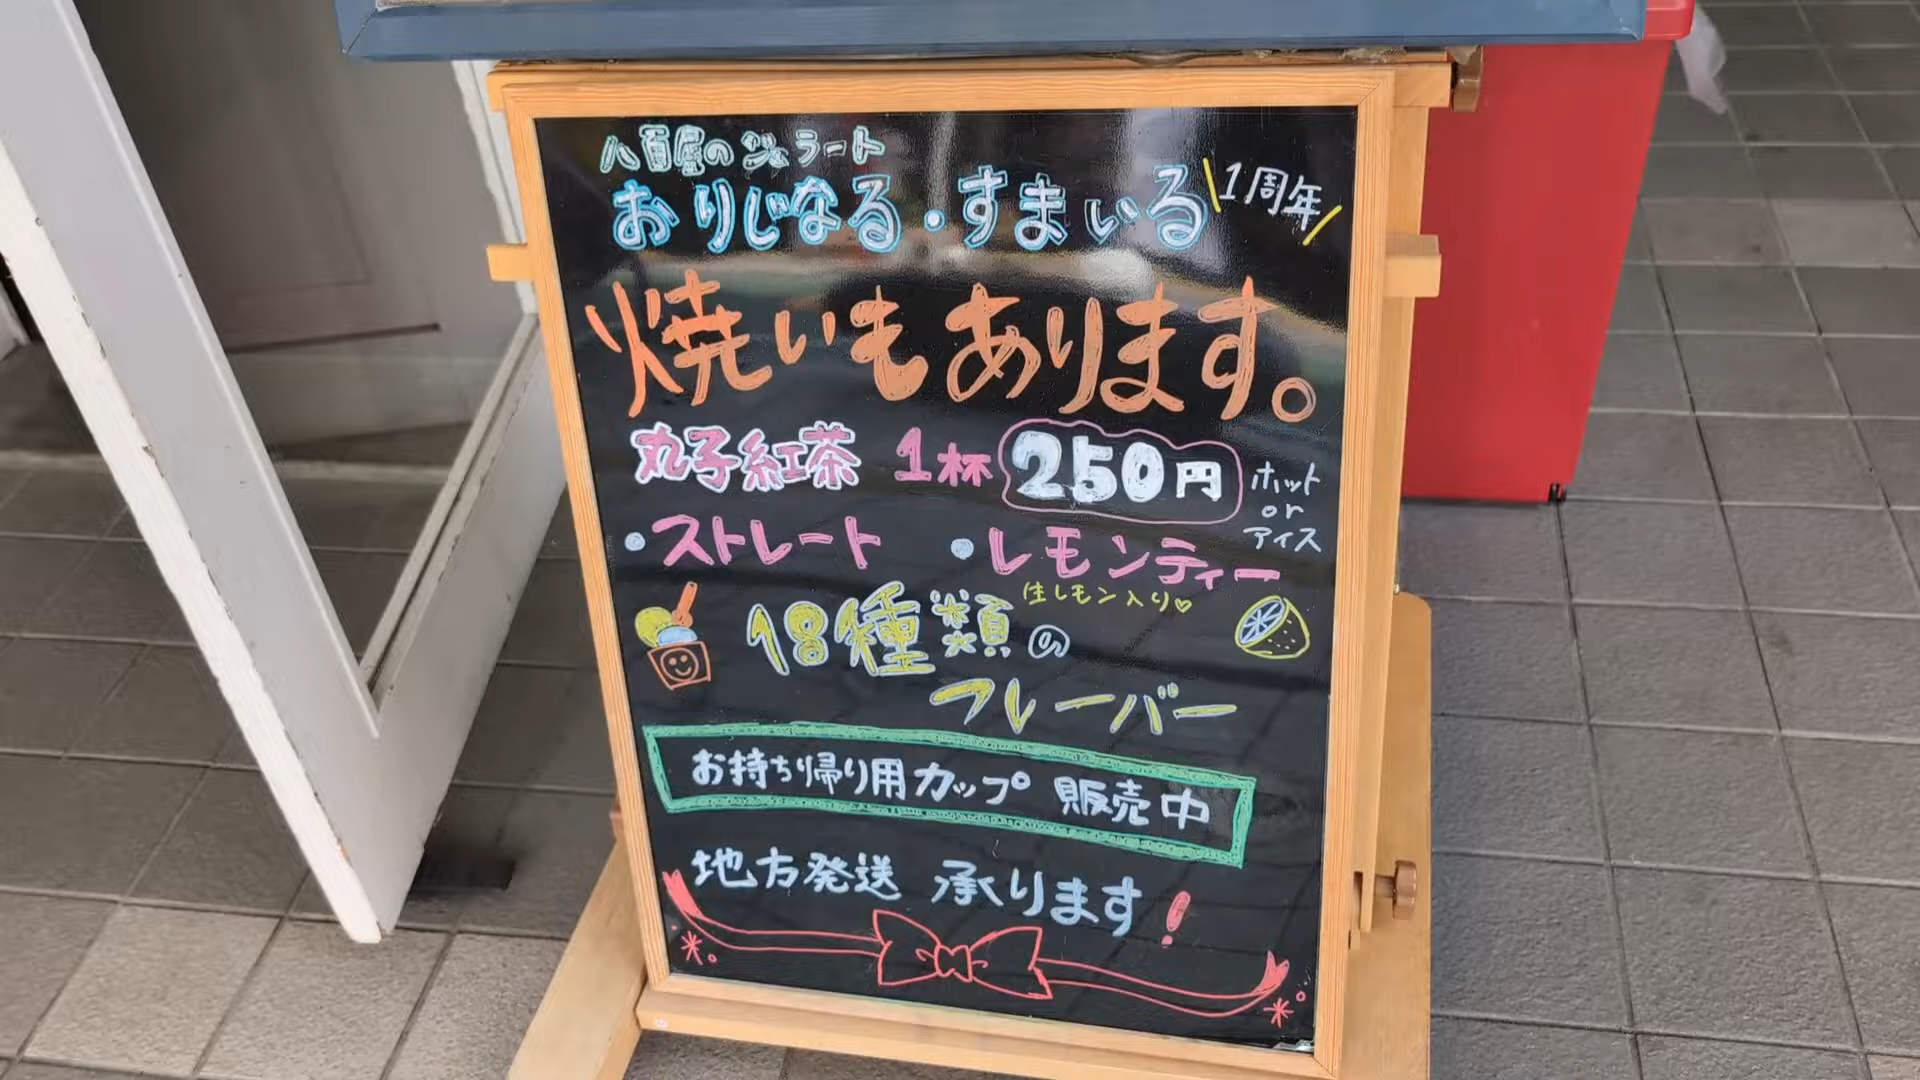 八百屋のジェラート
おりじなる・すまいる
\1周年/
焼いもあります。
丸子紅茶 1杯 250円
ホット
or
アイス
・ストレート ・レモンティー
生レモン入り♡
18種類の
フレーバー
お持ち帰り用カップ 販売中
地方発送 承ります!